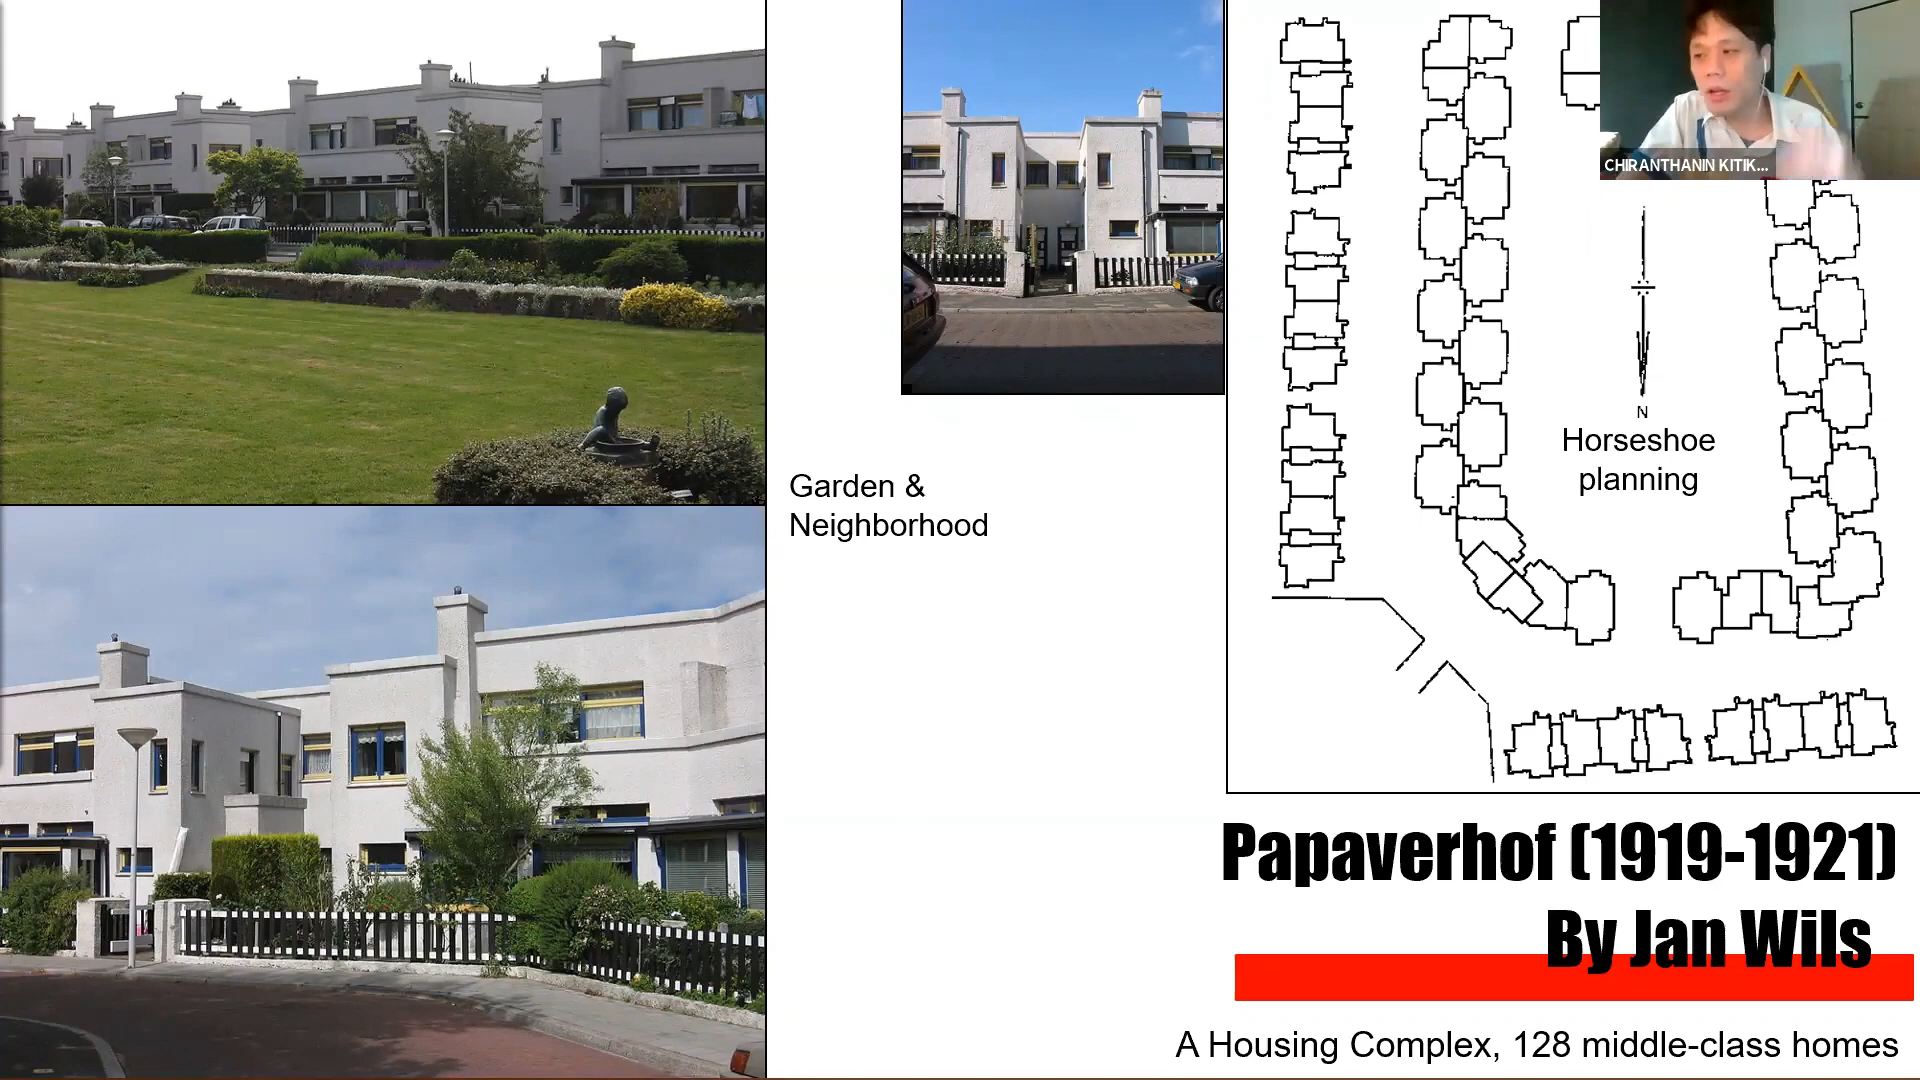 CHIRANTHANIN KITIK...
N
Horseshoe
planning
Garden &
Neighborhood
Papaverhof (1919-1921)
By Jan Wils
A Housing Complex, 128 middle-class homes